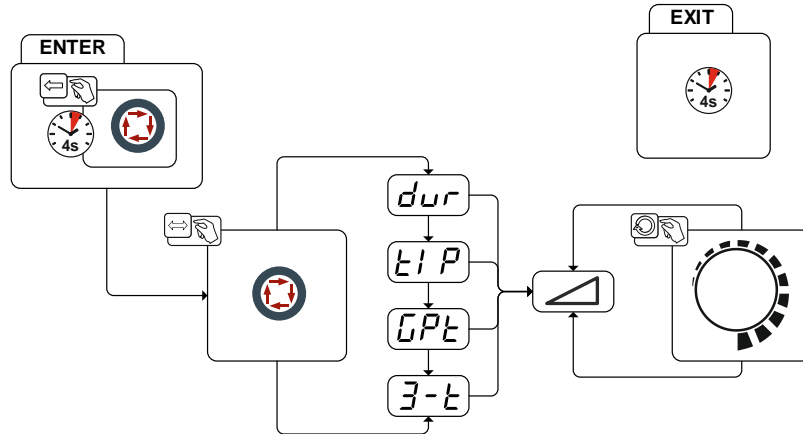 ENTER
EXIT
4s
4s
dur
tIP
GPt
3-t